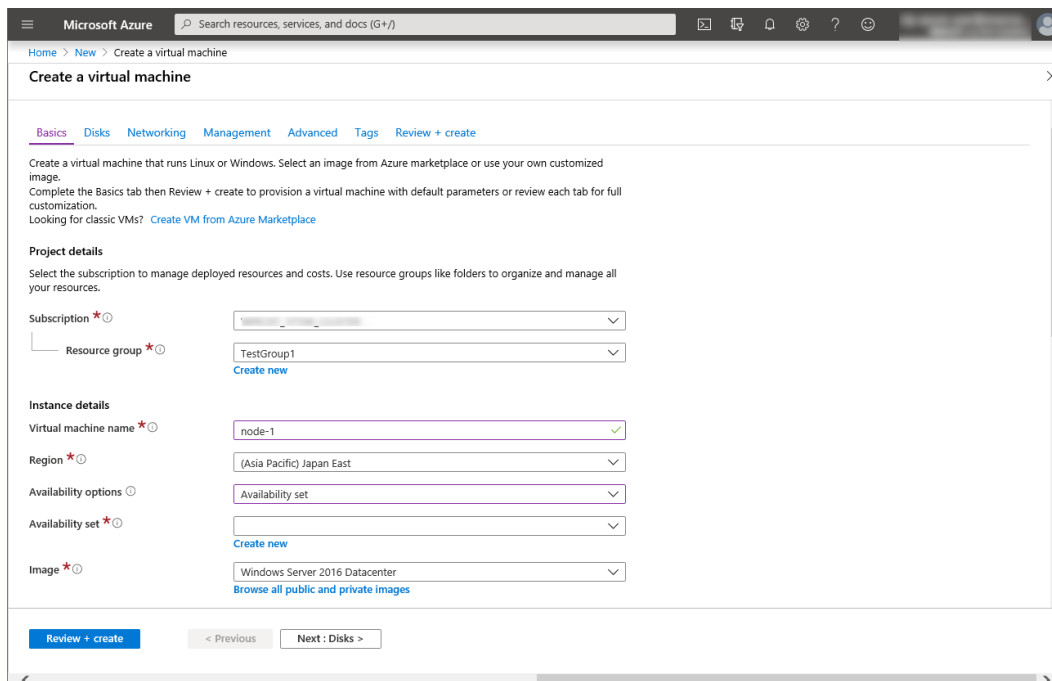 Microsoft Azure
Search resources, services, and docs (G+/)
Home > New > Create a virtual machine
Create a virtual machine
Basics Disks Networking Management Advanced Tags Review + create
Create a virtual machine that runs Linux or Windows. Select an image from Azure marketplace or use your own customized
image.
Complete the Basics tab then Review + create to provision a virtual machine with default parameters or review each tab for full
customization.
Looking for classic VMs? Create VM from Azure Marketplace
Project details
Select the subscription to manage deployed resources and costs. Use resource groups like folders to organize and manage all
your resources.
Subscription *
Resource group * TestGroup1
Create new
Instance details
Virtual machine name * node-1
Region * (Asia Pacific) Japan East
Availability options Availability set
Availability set *
Create new
Image * Windows Server 2016 Datacenter
Browse all public and private images
Review + create < Previous Next : Disks >